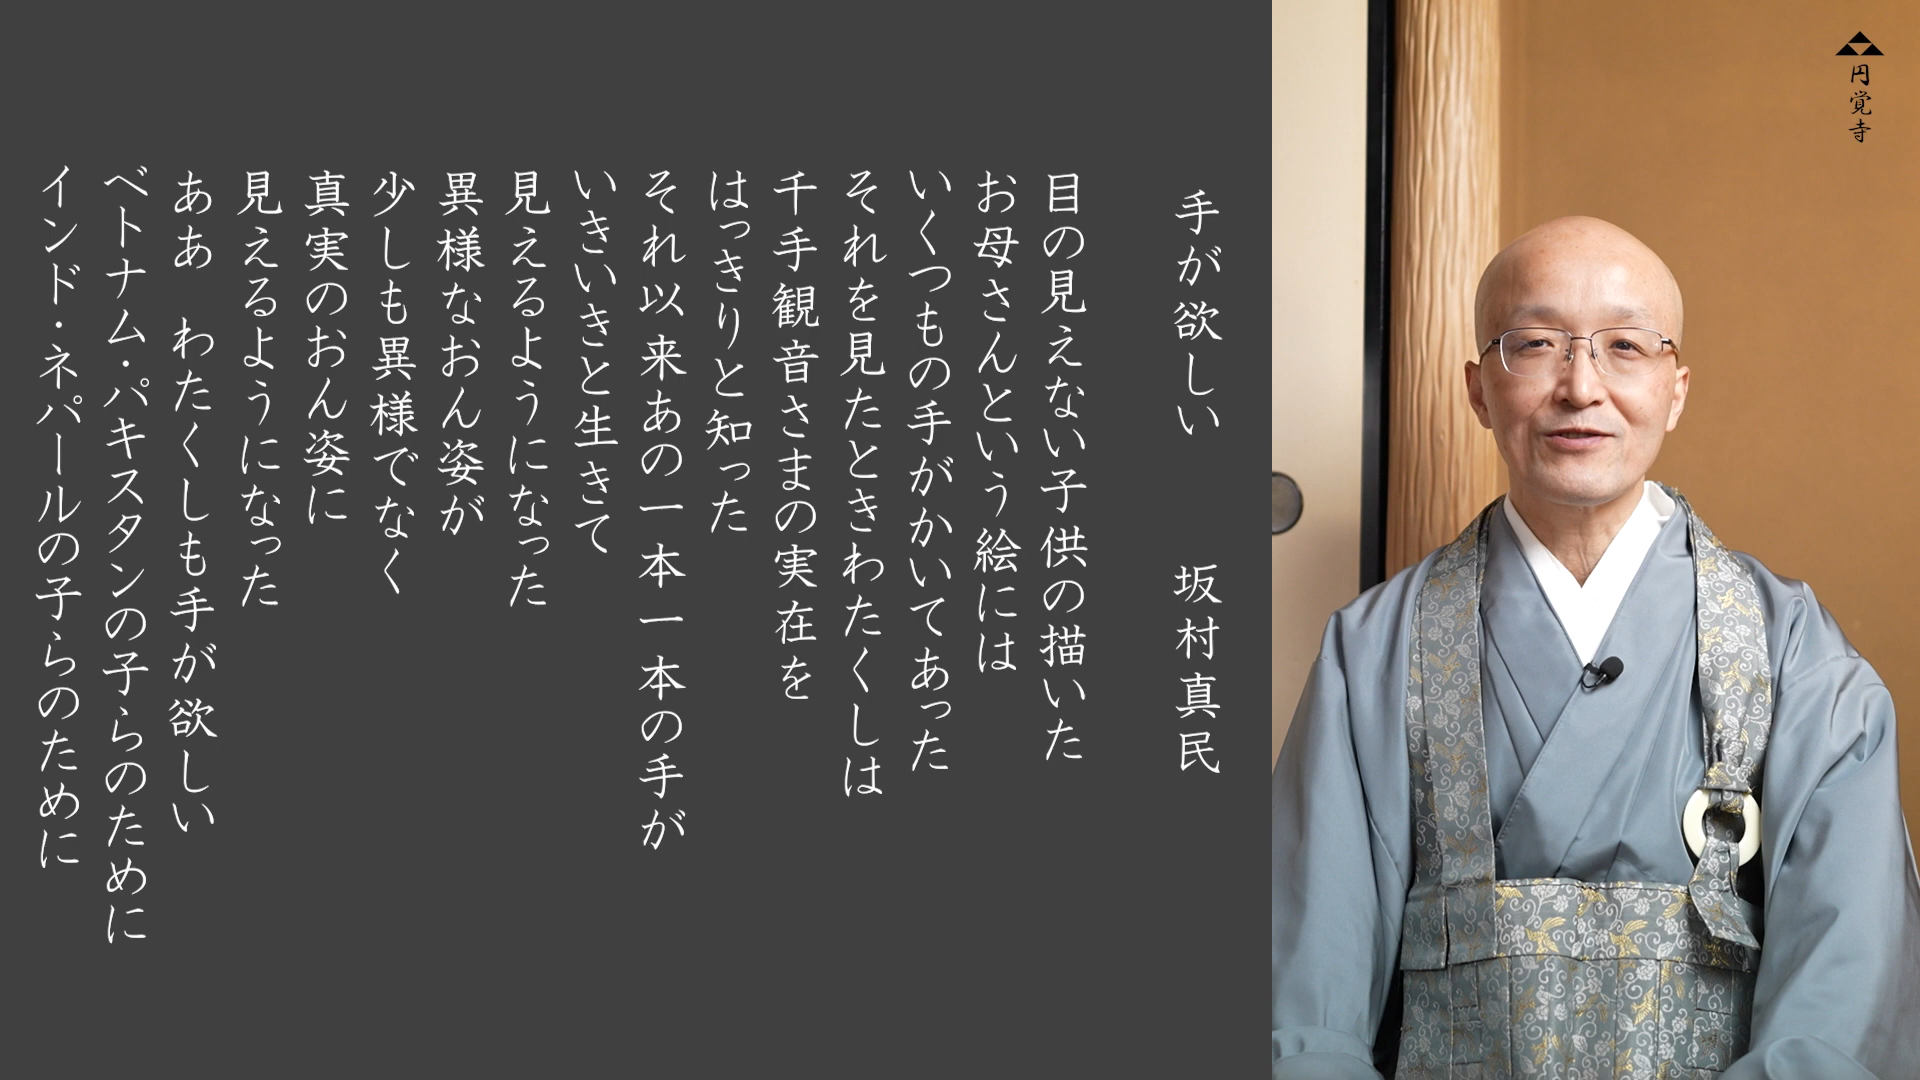 手が欲しい　坂村真民
目の見えない子供の描いた
お母さんという絵には
いくつもの手がかいてあった
それを見たときわたくしは
千手観音さまの実在を
はっきりと知った
それ以来あの一本一本の手が
いきいきと生きて
見えるようになった
異様なおん姿が
少しも異様でなく
真実のおん姿に
見えるようになった
ああ　わたくしも手が欲しい
ベトナム・パキスタンの子らのために
インド・ネパールの子らのために
円覚寺